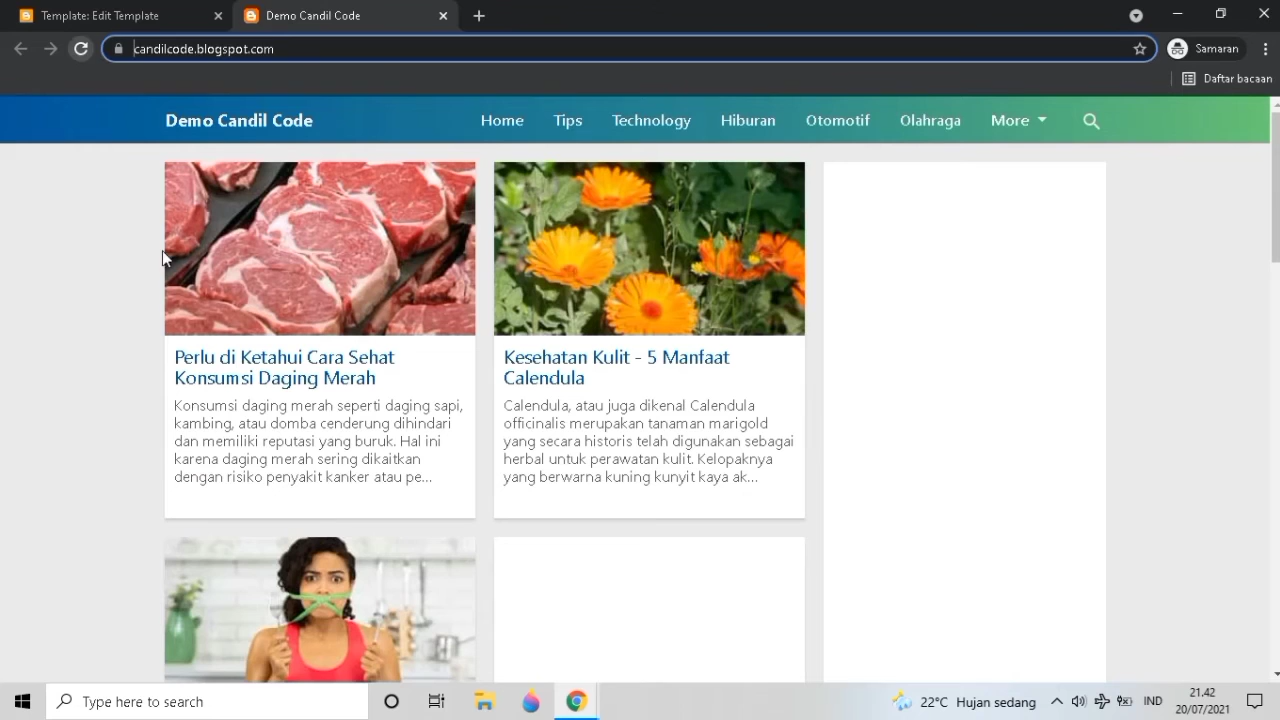 Template: Edit Template
Demo Candil Code
candilcode.blogspot.com
Samaran
Daftar bacaan
Demo Candil Code
Home
Tips
Technology
Hiburan
Otomotif
Olahraga
More
Perlu di Ketahui Cara Sehat
Konsumsi Daging Merah
Konsumsi daging merah seperti daging sapi,
kambing, atau domba cenderung dihindari
dan memiliki reputasi yang buruk. Hal ini
karena daging merah sering dikaitkan
dengan risiko penyakit kanker atau pe...
Kesehatan Kulit - 5 Manfaat
Calendula
Calendula, atau juga dikenal Calendula
officinalis merupakan tanaman marigold
yang secara historis telah digunakan sebagai
herbal untuk perawatan kulit. Kelopaknya
yang berwarna kuning kunyit kaya ak...
Type here to search
22°C Hujan sedang
IND
21.42
20/07/2021